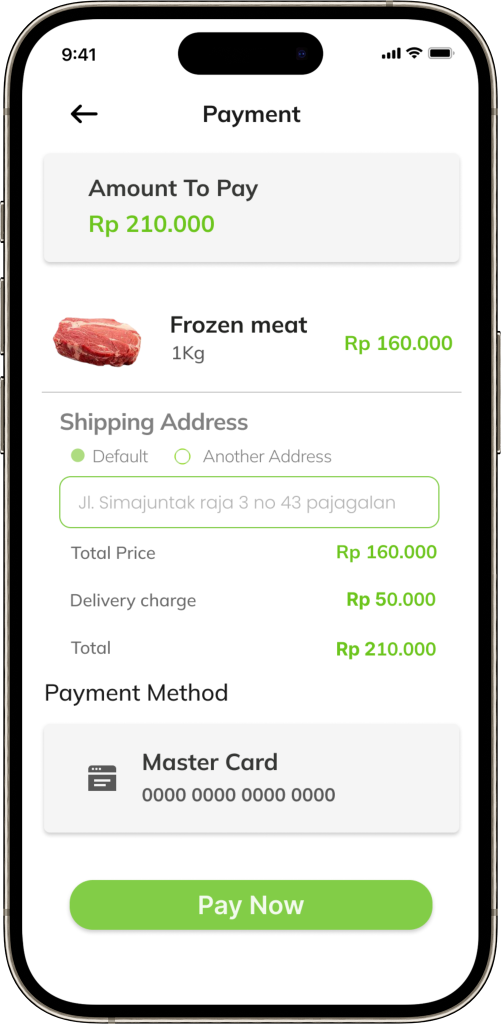 9:41
Payment
Amount To Pay
Rp 210.000
Frozen meat
1Kg
Rp 160.000
Shipping Address
Default
Another Address
Jl. Simajuntak raja 3 no 43 pajagalan
Total Price
Rp 160.000
Delivery charge
Rp 50.000
Total
Rp 210.000
Payment Method
Master Card
0000 0000 0000 0000
Pay Now